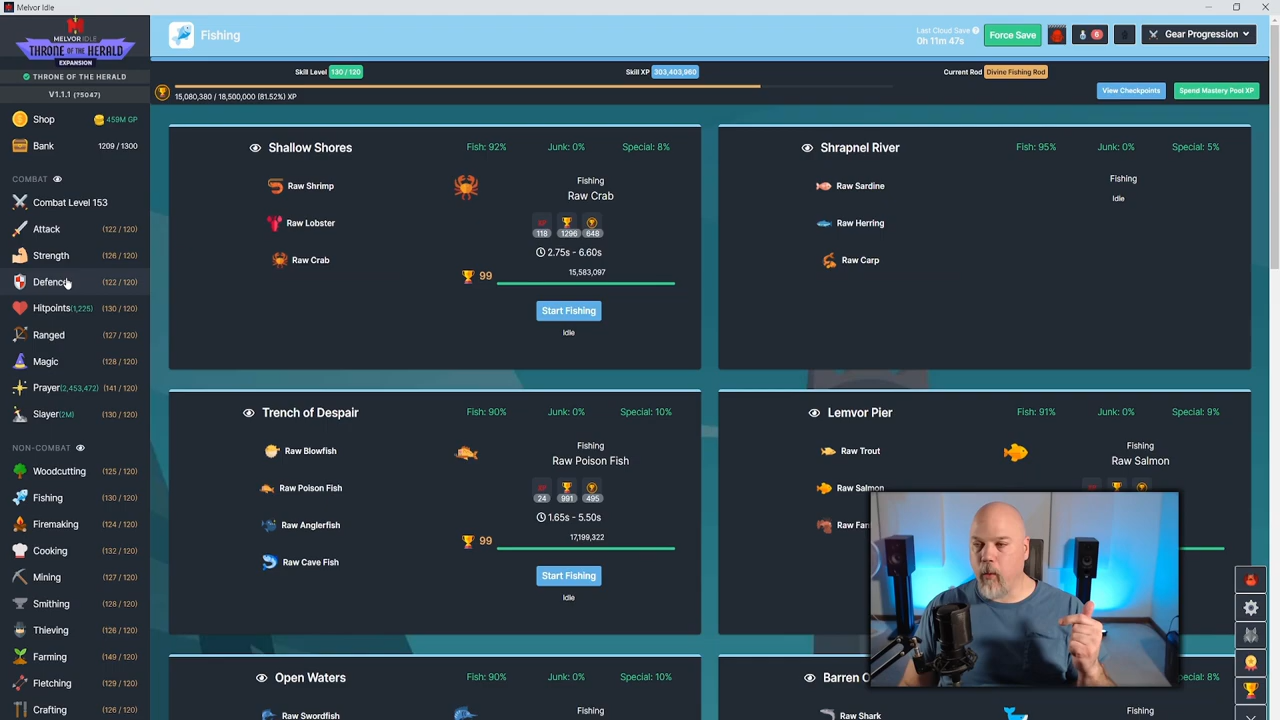 Melvor Idle
MELVOR IDLE
THRONE OF THE HERALD
EXPANSION
THRONE OF THE HERALD
V1.1.1 (?5047)
Shop 459M GP
Bank 1209 / 1300
COMBAT
Combat Level 153
Attack (122 / 120)
Strength (126 / 120)
Defence (122 / 120)
Hitpoints(1,225) (130 / 120)
Ranged (127 / 120)
Magic (128 / 120)
Prayer(2,453,472) (141 / 120)
Slayer(2M) (130 / 120)
NON-COMBAT
Woodcutting (125 / 120)
Fishing (130 / 120)
Firemaking (124 / 120)
Cooking (132 / 120)
Mining (127 / 120)
Smithing (128 / 120)
Thieving (126 / 120)
Farming (149 / 120)
Fletching (129 / 120)
Crafting (126 / 120)
Fishing
Last Cloud Save
0h 11m 47s
Force Save
6
Gear Progression
Skill Level 130 / 120
Skill XP 303,403,960
Current Rod Divine Fishing Rod
15,080,380 / 18,500,000 (81.52%) XP
View Checkpoints
Spend Mastery Pool XP
Shallow Shores
Fish: 92% Junk: 0% Special: 8%
Raw Shrimp
Raw Lobster
Raw Crab
Fishing
Raw Crab
XP
118 1296 648
2.75s - 6.60s
99 15,583,097
Start Fishing
Idle
Shrapnel River
Fish: 95% Junk: 0% Special: 5%
Raw Sardine
Raw Herring
Raw Carp
Fishing
Idle
Trench of Despair
Fish: 90% Junk: 0% Special: 10%
Raw Blowfish
Raw Poison Fish
Raw Anglerfish
Raw Cave Fish
Fishing
Raw Poison Fish
XP
24 991 495
1.65s - 5.50s
99 17,199,322
Start Fishing
Idle
Lemvor Pier
Fish: 91% Junk: 0% Special: 9%
Raw Trout
Raw Salmon
Raw Fan
Fishing
Raw Salmon
Open Waters
Fish: 90% Junk: 0% Special: 10%
Raw Swordfish
Fishing
Barren O
8%
Raw Shark
Fishing